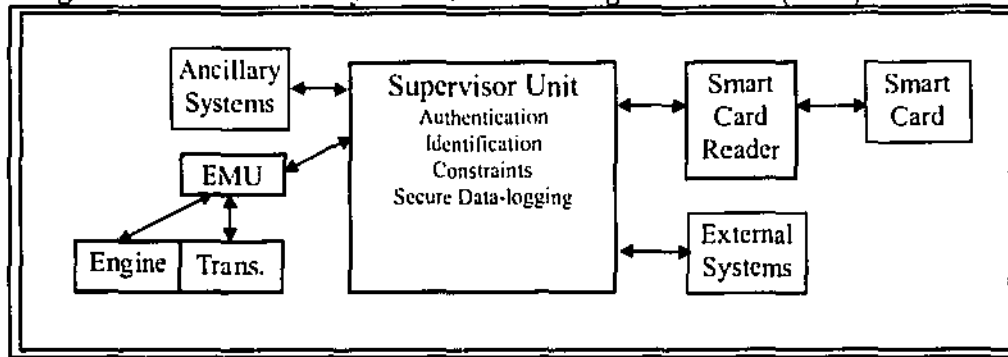 Ancillary
Systems
EMU
Engine
Trans.
Supervisor Unit
Authentication
Identification
Constraints
Secure Data-logging
Smart
Card
Reader
Smart
Card
External
Systems